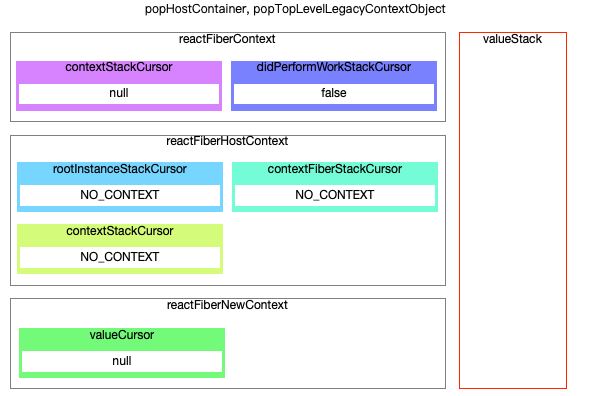 popHostContainer, popTopLevelLegacyContextObject
reactFiberContext
valueStack
contextStackCursor
didPerformWorkStackCursor
null
false
reactFiberHostContext
rootInstanceStackCursor
contextFiberStackCursor
NO_CONTEXT
NO_CONTEXT
contextStackCursor
NO_CONTEXT
reactFiberNewContext
valueCursor
null